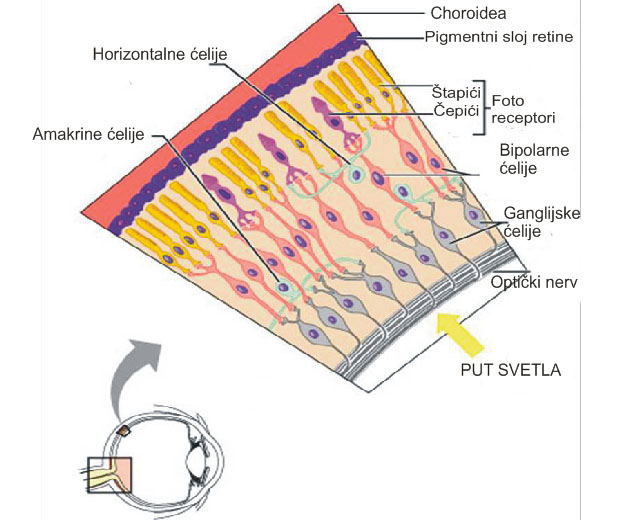 Choroidea
Pigmentni sloj retine
Horizontalne ćelije
Štapići
Čepići
Foto
receptori
Amakrine ćelije
Bipolarne
ćelije
Ganglijske
ćelije
Optički nerv
PUT SVETLA